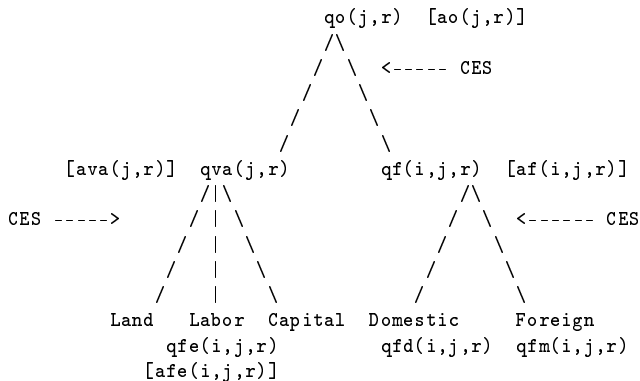 qo(j,r) [ao(j,r)]
<----- CES
[ava(j,r)] qva(j,r) qf(i,j,r) [af(i,j,r)]
CES -----> <------ CES
Land Labor Capital Domestic Foreign
qfe(i,j,r) qfd(i,j,r) qfm(i,j,r)
[afe(i,j,r)]